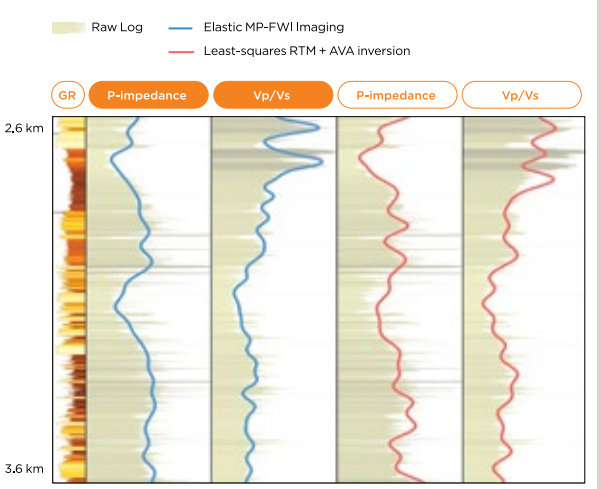 Raw Log
Elastic MP-FWI Imaging
Least-squares RTM + AVA inversion
GR
P-impedance
Vp/Vs
P-impedance
Vp/Vs
2,6 km
3.6 km